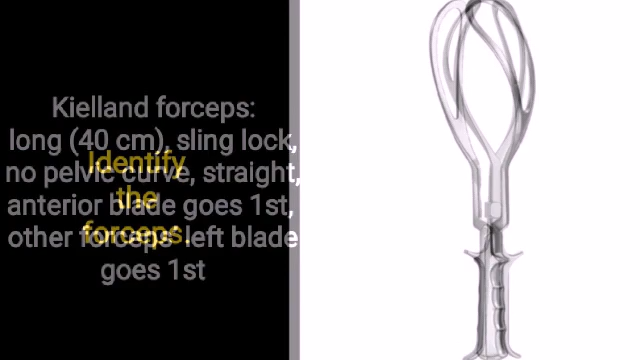 Kielland forceps:
long (40 cm), sling lock,
no pelvic curve, straight,
anterior blade goes 1st,
other forceps left blade
goes 1st
Identify
the
forceps.